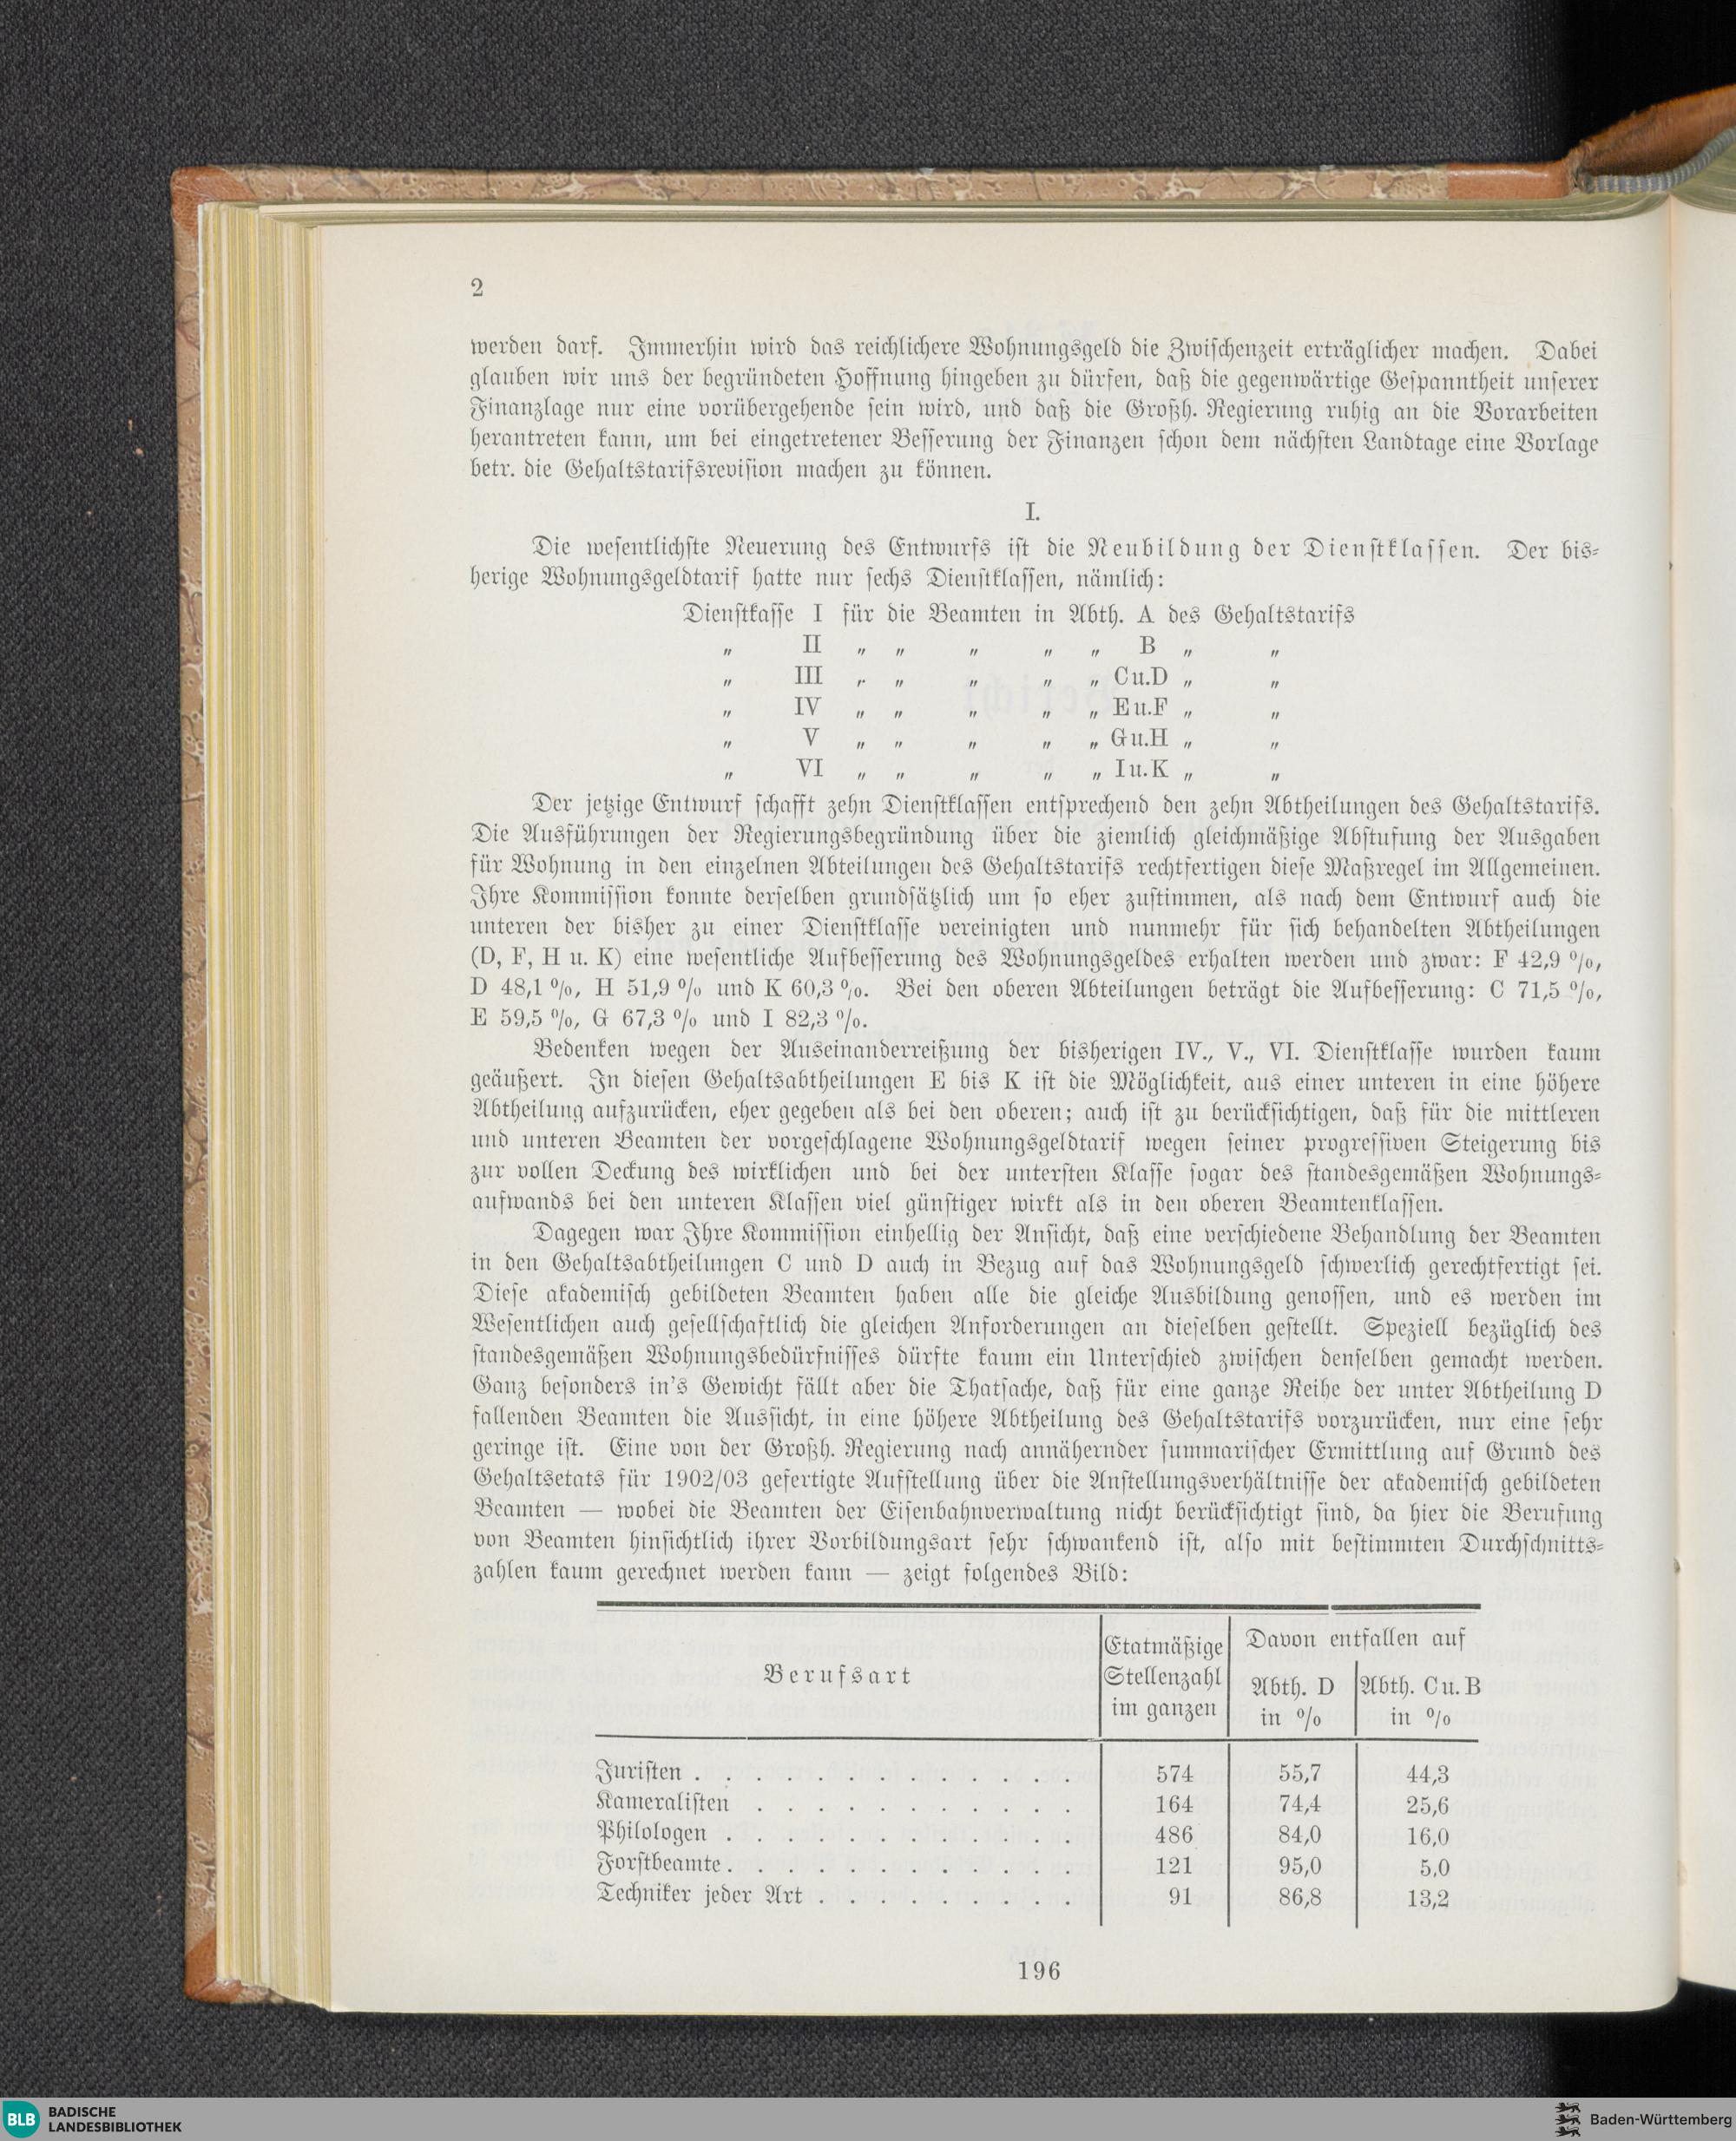 2
werden darf. Immerhin wird das reichlichere Wohnungsgeld die Zwischenzeit erträglicher machen. Dabei
glauben wir uns der begründeten Hoffnung hingeben zu dürfen, daß die gegenwärtige Gespanntheit unserer
Finanzlage nur eine vorübergehende sein wird, und daß die Großh. Regierung ruhig an die Vorarbeiten
herantreten kann, um bei eingetretener Besserung der Finanzen schon dem nächsten Landtage eine Vorlage
betr. die Gehaltstarifsrevision machen zu können.
I.
Die wesentlichste Neuerung des Entwurfs ist die Neubildung der Dienstklassen. Der bis-
herige Wohnungsgeldtarif hatte nur sechs Dienstklassen, nämlich:
Dienstkasse I für die Beamten in Abth. A des Gehaltstarifs
" II " " " " " B " "
" III " " " " " C u. D " "
" IV " " " " " E u. F " "
" V " " " " " G u. H " "
" VI " " " " " I u. K " "
Der jetzige Entwurf schafft zehn Dienstklassen entsprechend den zehn Abtheilungen des Gehaltstarifs.
Die Ausführungen der Regierungsbegründung über die ziemlich gleichmäßige Abstufung der Ausgaben
für Wohnung in den einzelnen Abteilungen des Gehaltstarifs rechtfertigen diese Maßregel im Allgemeinen.
Ihre Kommission konnte derselben grundsätzlich um so eher zustimmen, als nach dem Entwurf auch die
unteren der bisher zu einer Dienstklasse vereinigten und nunmehr für sich behandelten Abtheilungen
(D, F, H u. K) eine wesentliche Aufbesserung des Wohnungsgeldes erhalten werden und zwar: F 42,9 %,
D 48,1 %, H 51,9 % und K 60,3 %. Bei den oberen Abteilungen beträgt die Aufbesserung: C 71,5 %,
E 59,5 %, G 67,3 % und I 82,3 %.
Bedenken wegen der Auseinanderreißung der bisherigen IV., V., VI. Dienstklasse wurden kaum
geäußert. In diesen Gehaltsabtheilungen E bis K ist die Möglichkeit, aus einer unteren in eine höhere
Abtheilung aufzurücken, eher gegeben als bei den oberen; auch ist zu berücksichtigen, daß für die mittleren
und unteren Beamten der vorgeschlagene Wohnungsgeldtarif wegen seiner progressiven Steigerung bis
zur vollen Deckung des wirklichen und bei der untersten Klasse sogar des standesgemäßen Wohnungs-
aufwands bei den unteren Klassen viel günstiger wirkt als in den oberen Beamtenklassen.
Dagegen war Ihre Kommission einhellig der Ansicht, daß eine verschiedene Behandlung der Beamten
in den Gehaltsabtheilungen C und D auch in Bezug auf das Wohnungsgeld schwerlich gerechtfertigt sei.
Diese akademisch gebildeten Beamten haben alle die gleiche Ausbildung genossen, und es werden im
Wesentlichen auch gesellschaftlich die gleichen Anforderungen an dieselben gestellt. Speziell bezüglich des
standesgemäßen Wohnungsbedürfnisses dürfte kaum ein Unterschied zwischen denselben gemacht werden.
Ganz besonders in's Gewicht fällt aber die Thatsache, daß für eine ganze Reihe der unter Abtheilung D
fallenden Beamten die Aussicht, in eine höhere Abtheilung des Gehaltstarifs vorzurücken, nur eine sehr
geringe ist. Eine von der Großh. Regierung nach annähernder summarischer Ermittlung auf Grund des
Gehaltsetats für 1902/03 gefertigte Aufstellung über die Anstellungsverhältnisse der akademisch gebildeten
Beamten — wobei die Beamten der Eisenbahnverwaltung nicht berücksichtigt sind, da hier die Berufung
von Beamten hinsichtlich ihrer Vorbildungsart sehr schwankend ist, also mit bestimmten Durchschnitts-
zahlen kaum gerechnet werden kann — zeigt folgendes Bild:
Berufsart
Etatmäßige
Stellenzahl
im ganzen
Davon entfallen auf
Abth. D
in %
Abth. C u. B
in %
Juristen . . . . . . . . . . . . . 574 55,7 44,3
Kameralisten . . . . . . . . . . . 164 74,4 25,6
Philologen . . . . . . . . . . . . 486 84,0 16,0
Forstbeamte . . . . . . . . . . . . 121 95,0 5,0
Techniker jeder Art . . . . . . . . . 91 86,8 13,2
196
BLB
BADISCHE
LANDESBIBLIOTHEK
Baden-Württemberg